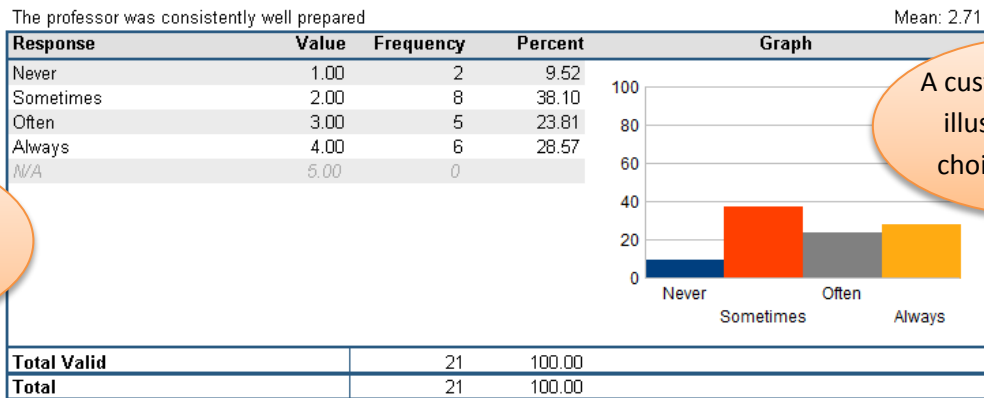 The professor was consistently well prepared Mean: 2.71
Response Value Frequency Percent Graph
Never 1.00 2 9.52
Sometimes 2.00 8 38.10
Often 3.00 5 23.81
Always 4.00 6 28.57
N/A 5.00 0
100
80
60
40
20
0
Never Often
Sometimes Always
A cus
illus
choi
Total Valid 21 100.00
Total 21 100.00